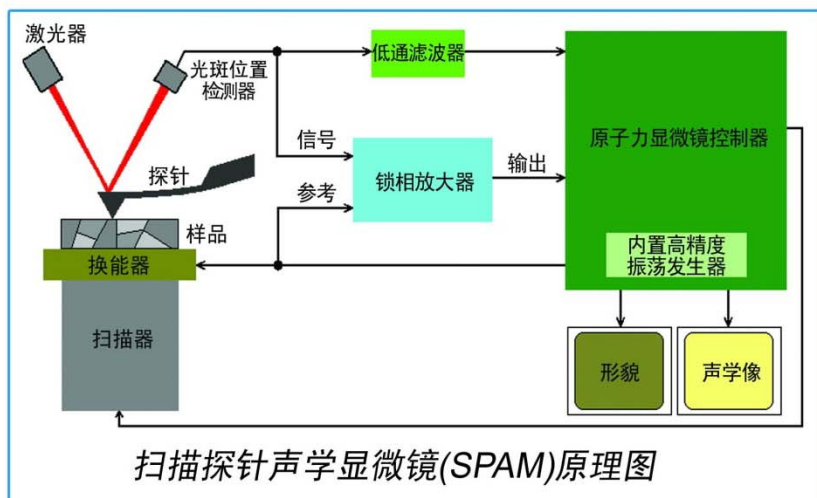 激光器
光斑位置
检测器
低通滤波器
原子力显微镜控制器
信号
锁相放大器
输出
探针
参考
样品
内置高精度
振荡发生器
换能器
扫描器
形貌
声学像
扫描探针声学显微镜(SPAM)原理图